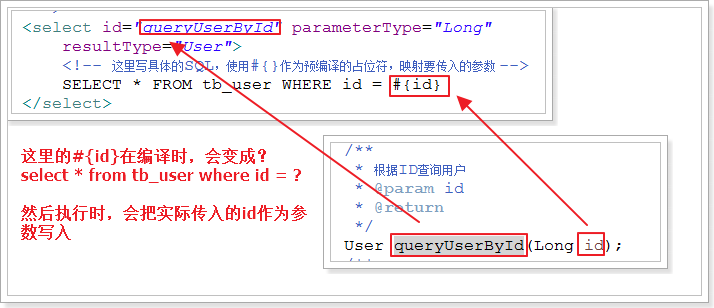 <select id="queryUserById" parameterType="Long"
resultType="User">
<!-- 这里写具体的SQL，使用#{}作为预编译的占位符，映射要传入的参数 -->
SELECT * FROM tb_user WHERE id = #{id}
</select>
这里的#{id}在编译时，会变成？
select * from tb_user where id = ?
然后执行时，会把实际传入的id作为参
数写入
/**
* 根据ID查询用户
* @param id
* @return
*/
User queryUserById(Long id);